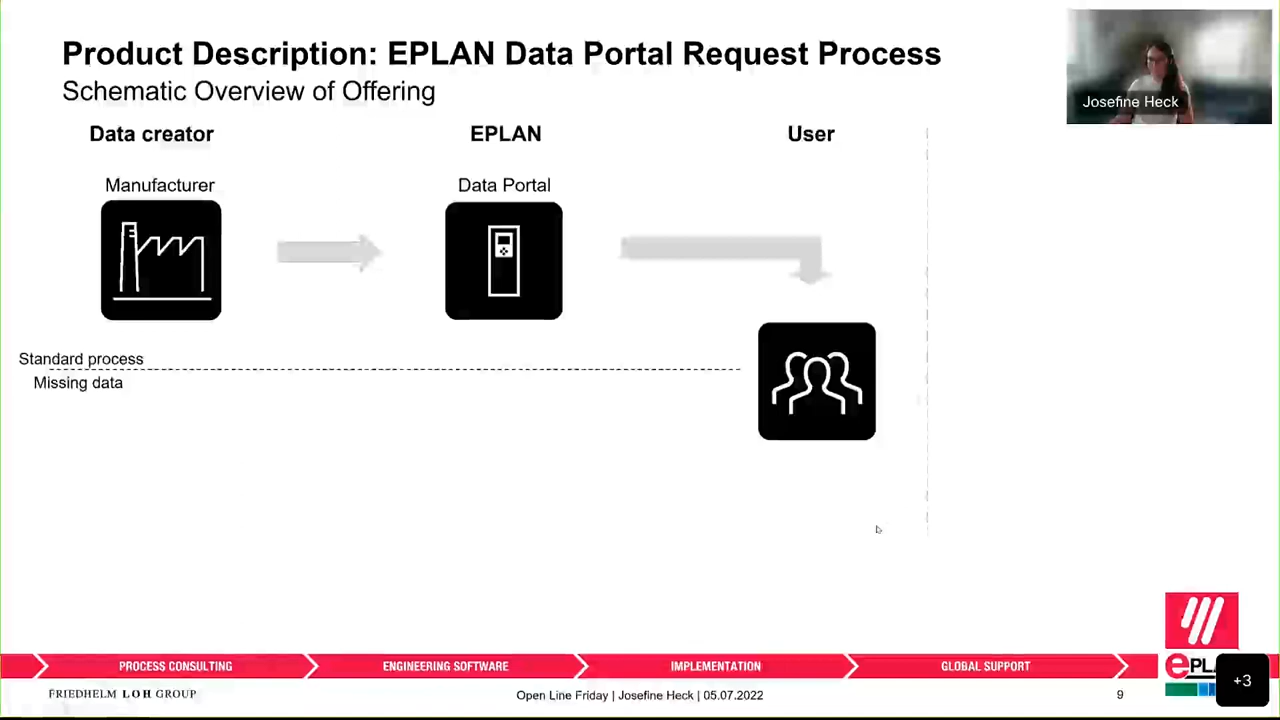 Product Description: EPLAN Data Portal Request Process
Schematic Overview of Offering
Josefine Heck
Data creator
EPLAN
User
Manufacturer
Data Portal
Standard process
Missing data
PROCESS CONSULTING
ENGINEERING SOFTWARE
IMPLEMENTATION
GLOBAL SUPPORT
ePL
FRIEDHELM LOH GROUP
Open Line Friday | Josefine Heck | 05.07.2022
9
+3